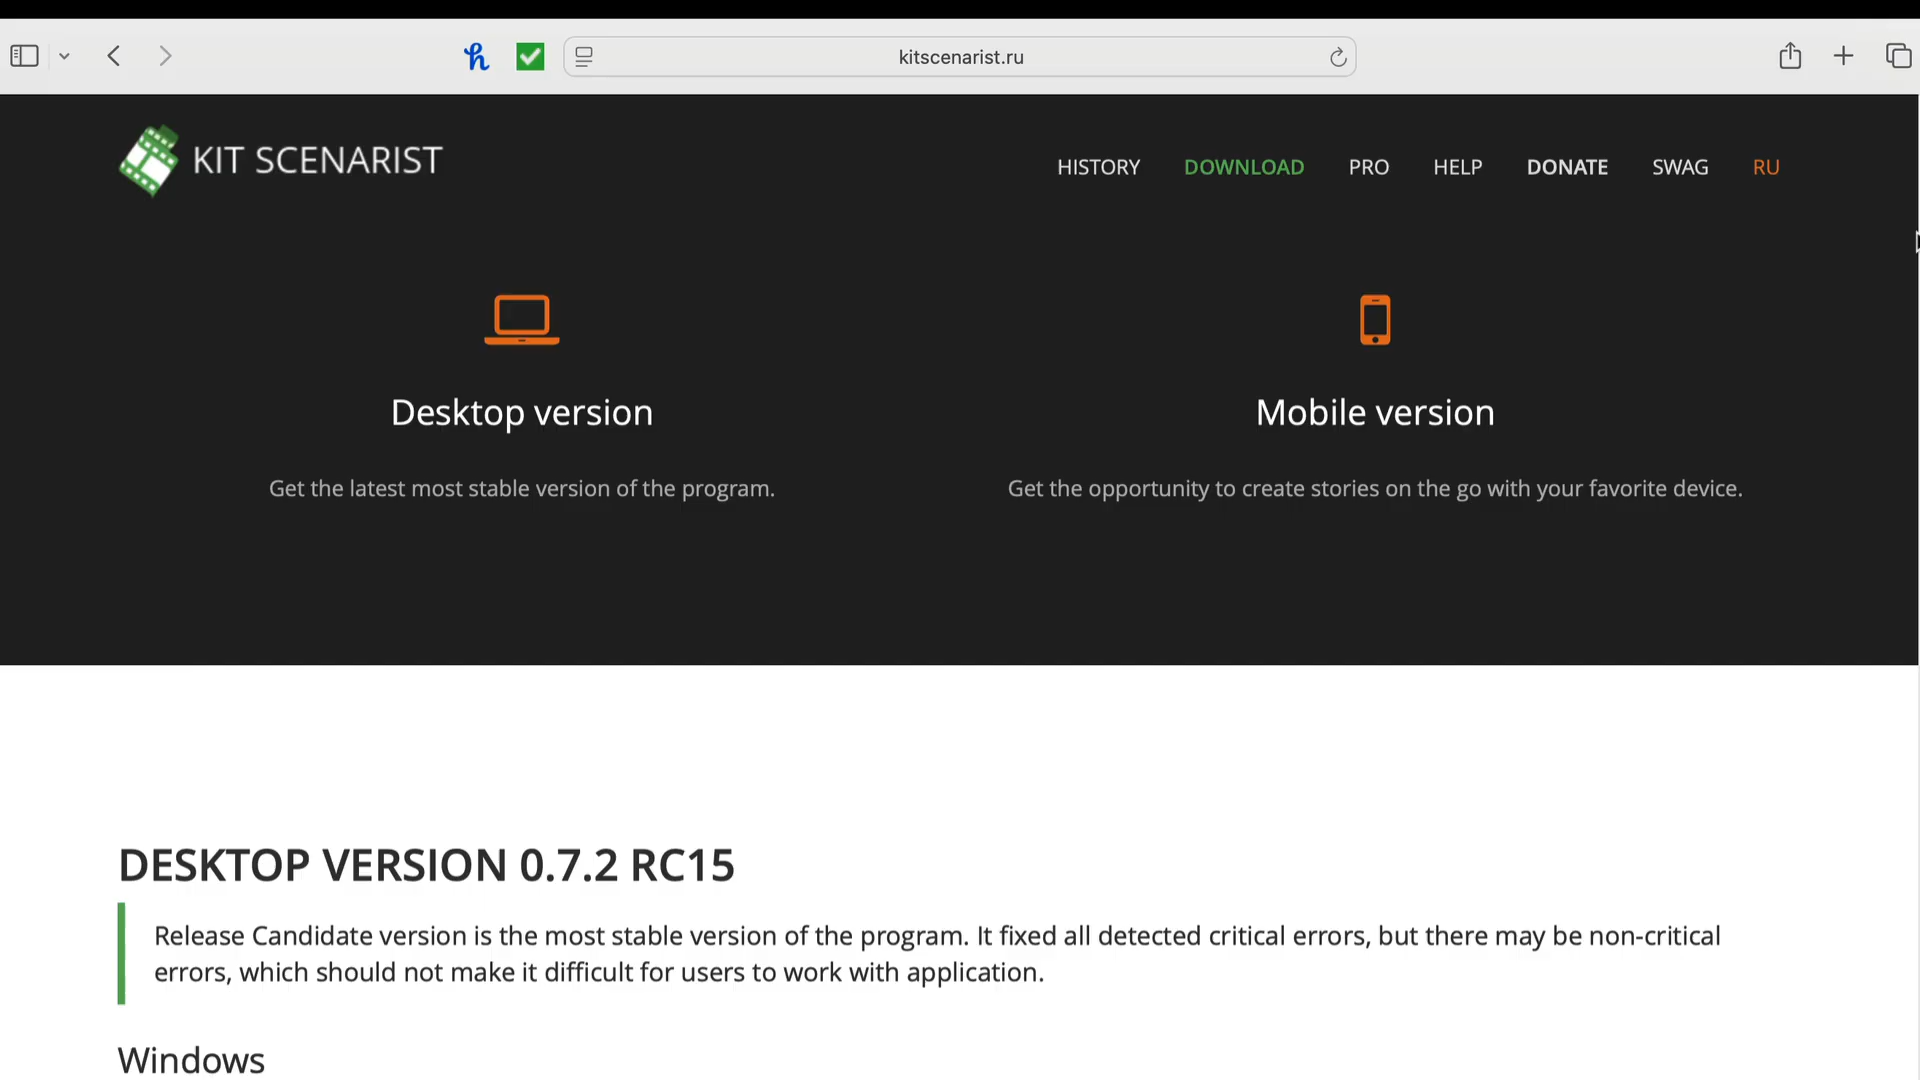 kitscenarist.ru
KIT SCENARIST
HISTORY DOWNLOAD PRO HELP DONATE SWAG RU
Desktop version
Get the latest most stable version of the program.
Mobile version
Get the opportunity to create stories on the go with your favorite device.
DESKTOP VERSION 0.7.2 RC15
Release Candidate version is the most stable version of the program. It fixed all detected critical errors, but there may be non-critical
errors, which should not make it difficult for users to work with application.
Windows